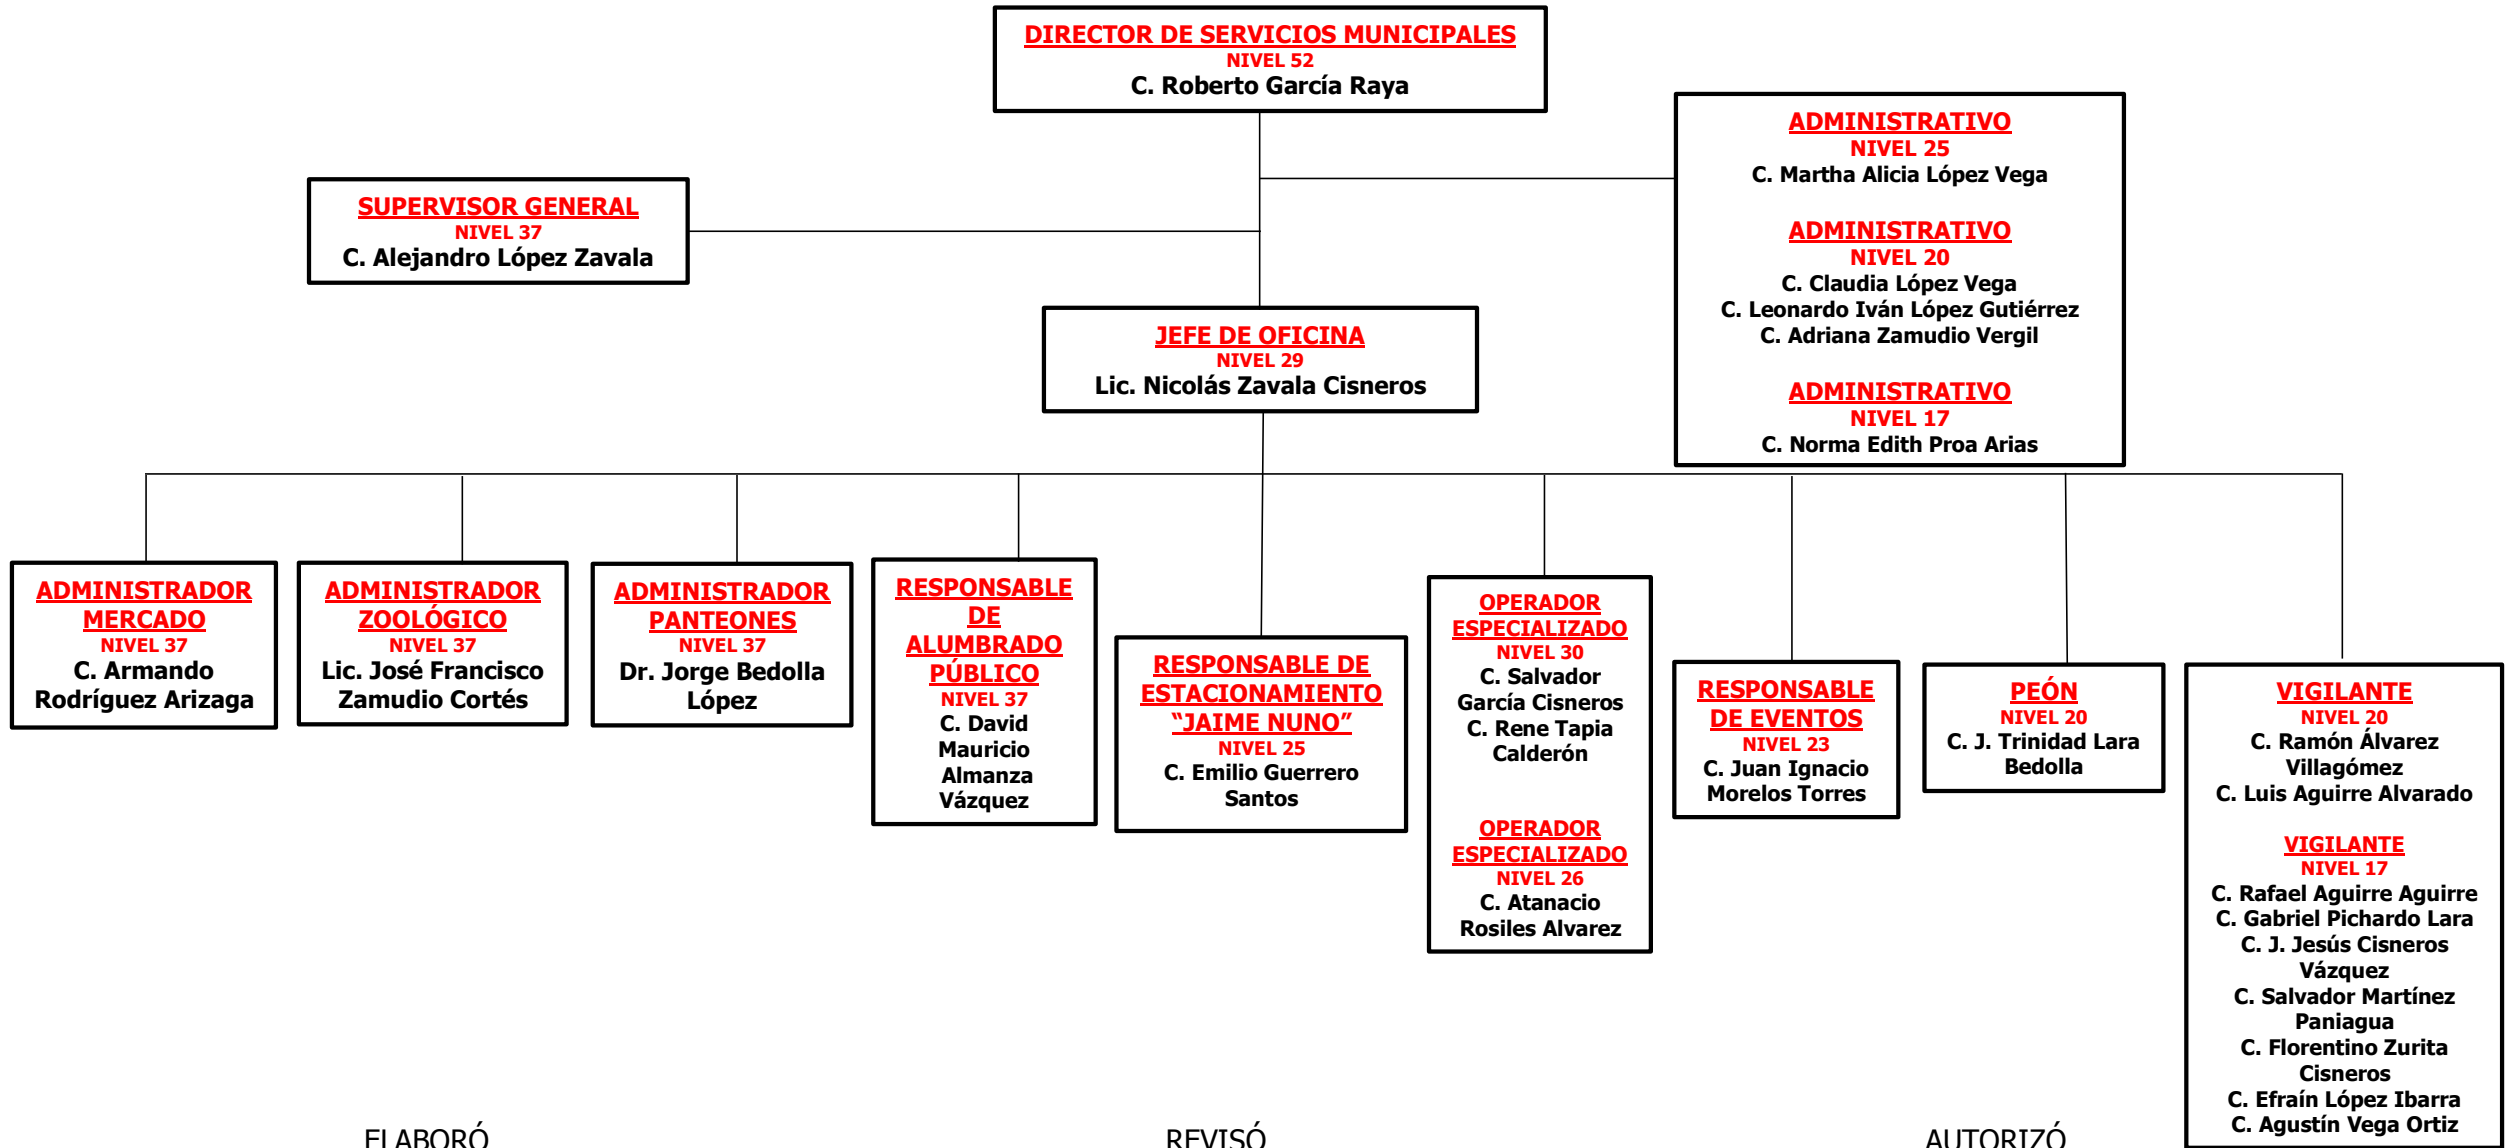 DIRECTOR DE SERVICIOS MUNICIPALES
NIVEL 52
C. Roberto García Raya
ADMINISTRATIVO
NIVEL 25
C. Martha Alicia López Vega
ADMINISTRATIVO
NIVEL 20
C. Claudia López Vega
C. Leonardo Iván López Gutiérrez
C. Adriana Zamudio Vergil
ADMINISTRATIVO
NIVEL 17
C. Norma Edith Proa Arias
SUPERVISOR GENERAL
NIVEL 37
C. Alejandro López Zavala
JEFE DE OFICINA
NIVEL 29
Lic. Nicolás Zavala Cisneros
ADMINISTRADOR
MERCADO
NIVEL 37
C. Armando
Rodríguez Arizaga
ADMINISTRADOR
ZOOLÓGICO
NIVEL 37
Lic. José Francisco
Zamudio Cortés
ADMINISTRADOR
PANTEONES
NIVEL 37
Dr. Jorge Bedolla
López
RESPONSABLE
DE
ALUMBRADO
PÚBLICO
NIVEL 37
C. David
Mauricio
Almanza
Vázquez
RESPONSABLE DE
ESTACIONAMIENTO
“JAIME NUNO”
NIVEL 25
C. Emilio Guerrero
Santos
OPERADOR
ESPECIALIZADO
NIVEL 30
C. Salvador
García Cisneros
C. Rene Tapia
Calderón
OPERADOR
ESPECIALIZADO
NIVEL 26
C. Atanacio
Rosiles Alvarez
RESPONSABLE
DE EVENTOS
NIVEL 23
C. Juan Ignacio
Morelos Torres
PEÓN
NIVEL 20
C. J. Trinidad Lara
Bedolla
VIGILANTE
NIVEL 20
C. Ramón Álvarez
Villagómez
C. Luis Aguirre Alvarado
VIGILANTE
NIVEL 17
C. Rafael Aguirre Aguirre
C. Gabriel Pichardo Lara
C. J. Jesús Cisneros
Vázquez
C. Salvador Martínez
Paniagua
C. Florentino Zurita
Cisneros
C. Efraín López Ibarra
C. Agustín Vega Ortiz
ELABORÓ
REVISÓ
AUTORIZÓ